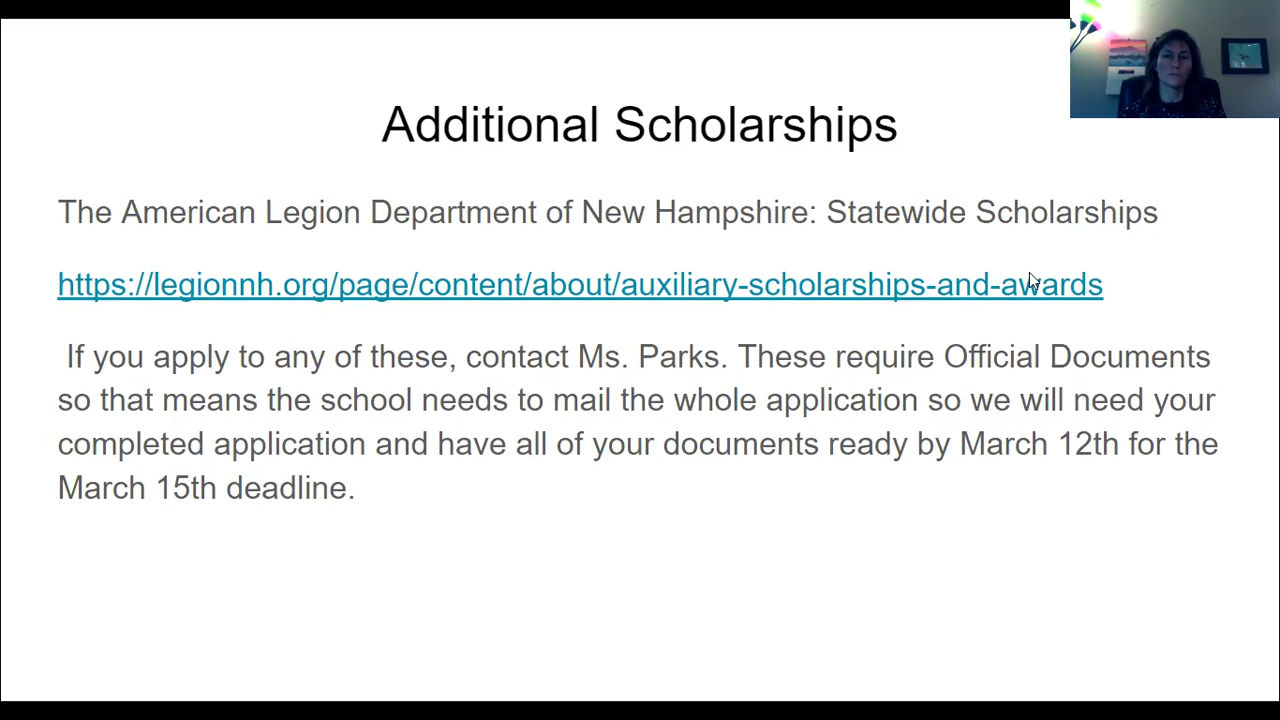 Additional Scholarships
The American Legion Department of New Hampshire: Statewide Scholarships
https://legionnh.org/page/content/about/auxiliary-scholarships-and-awards
If you apply to any of these, contact Ms. Parks. These require Official Documents
so that means the school needs to mail the whole application so we will need your
completed application and have all of your documents ready by March 12th for the
March 15th deadline.